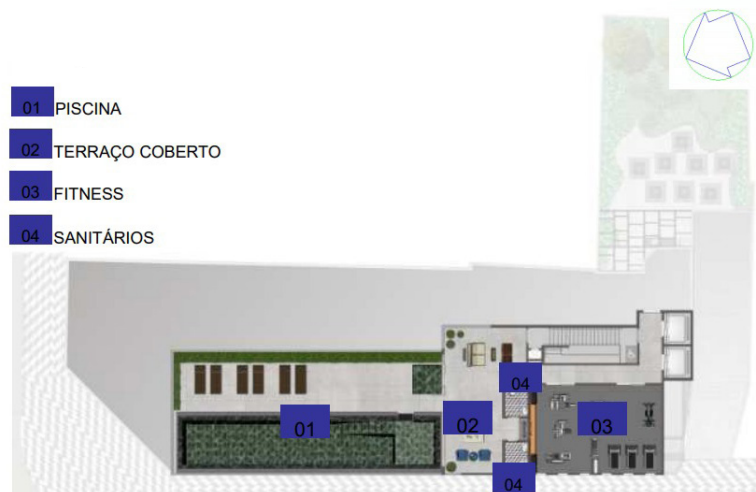 01 PISCINA
02 TERRAÇO COBERTO
03 FITNESS
04 SANITÁRIOS
04
01
02
03
04